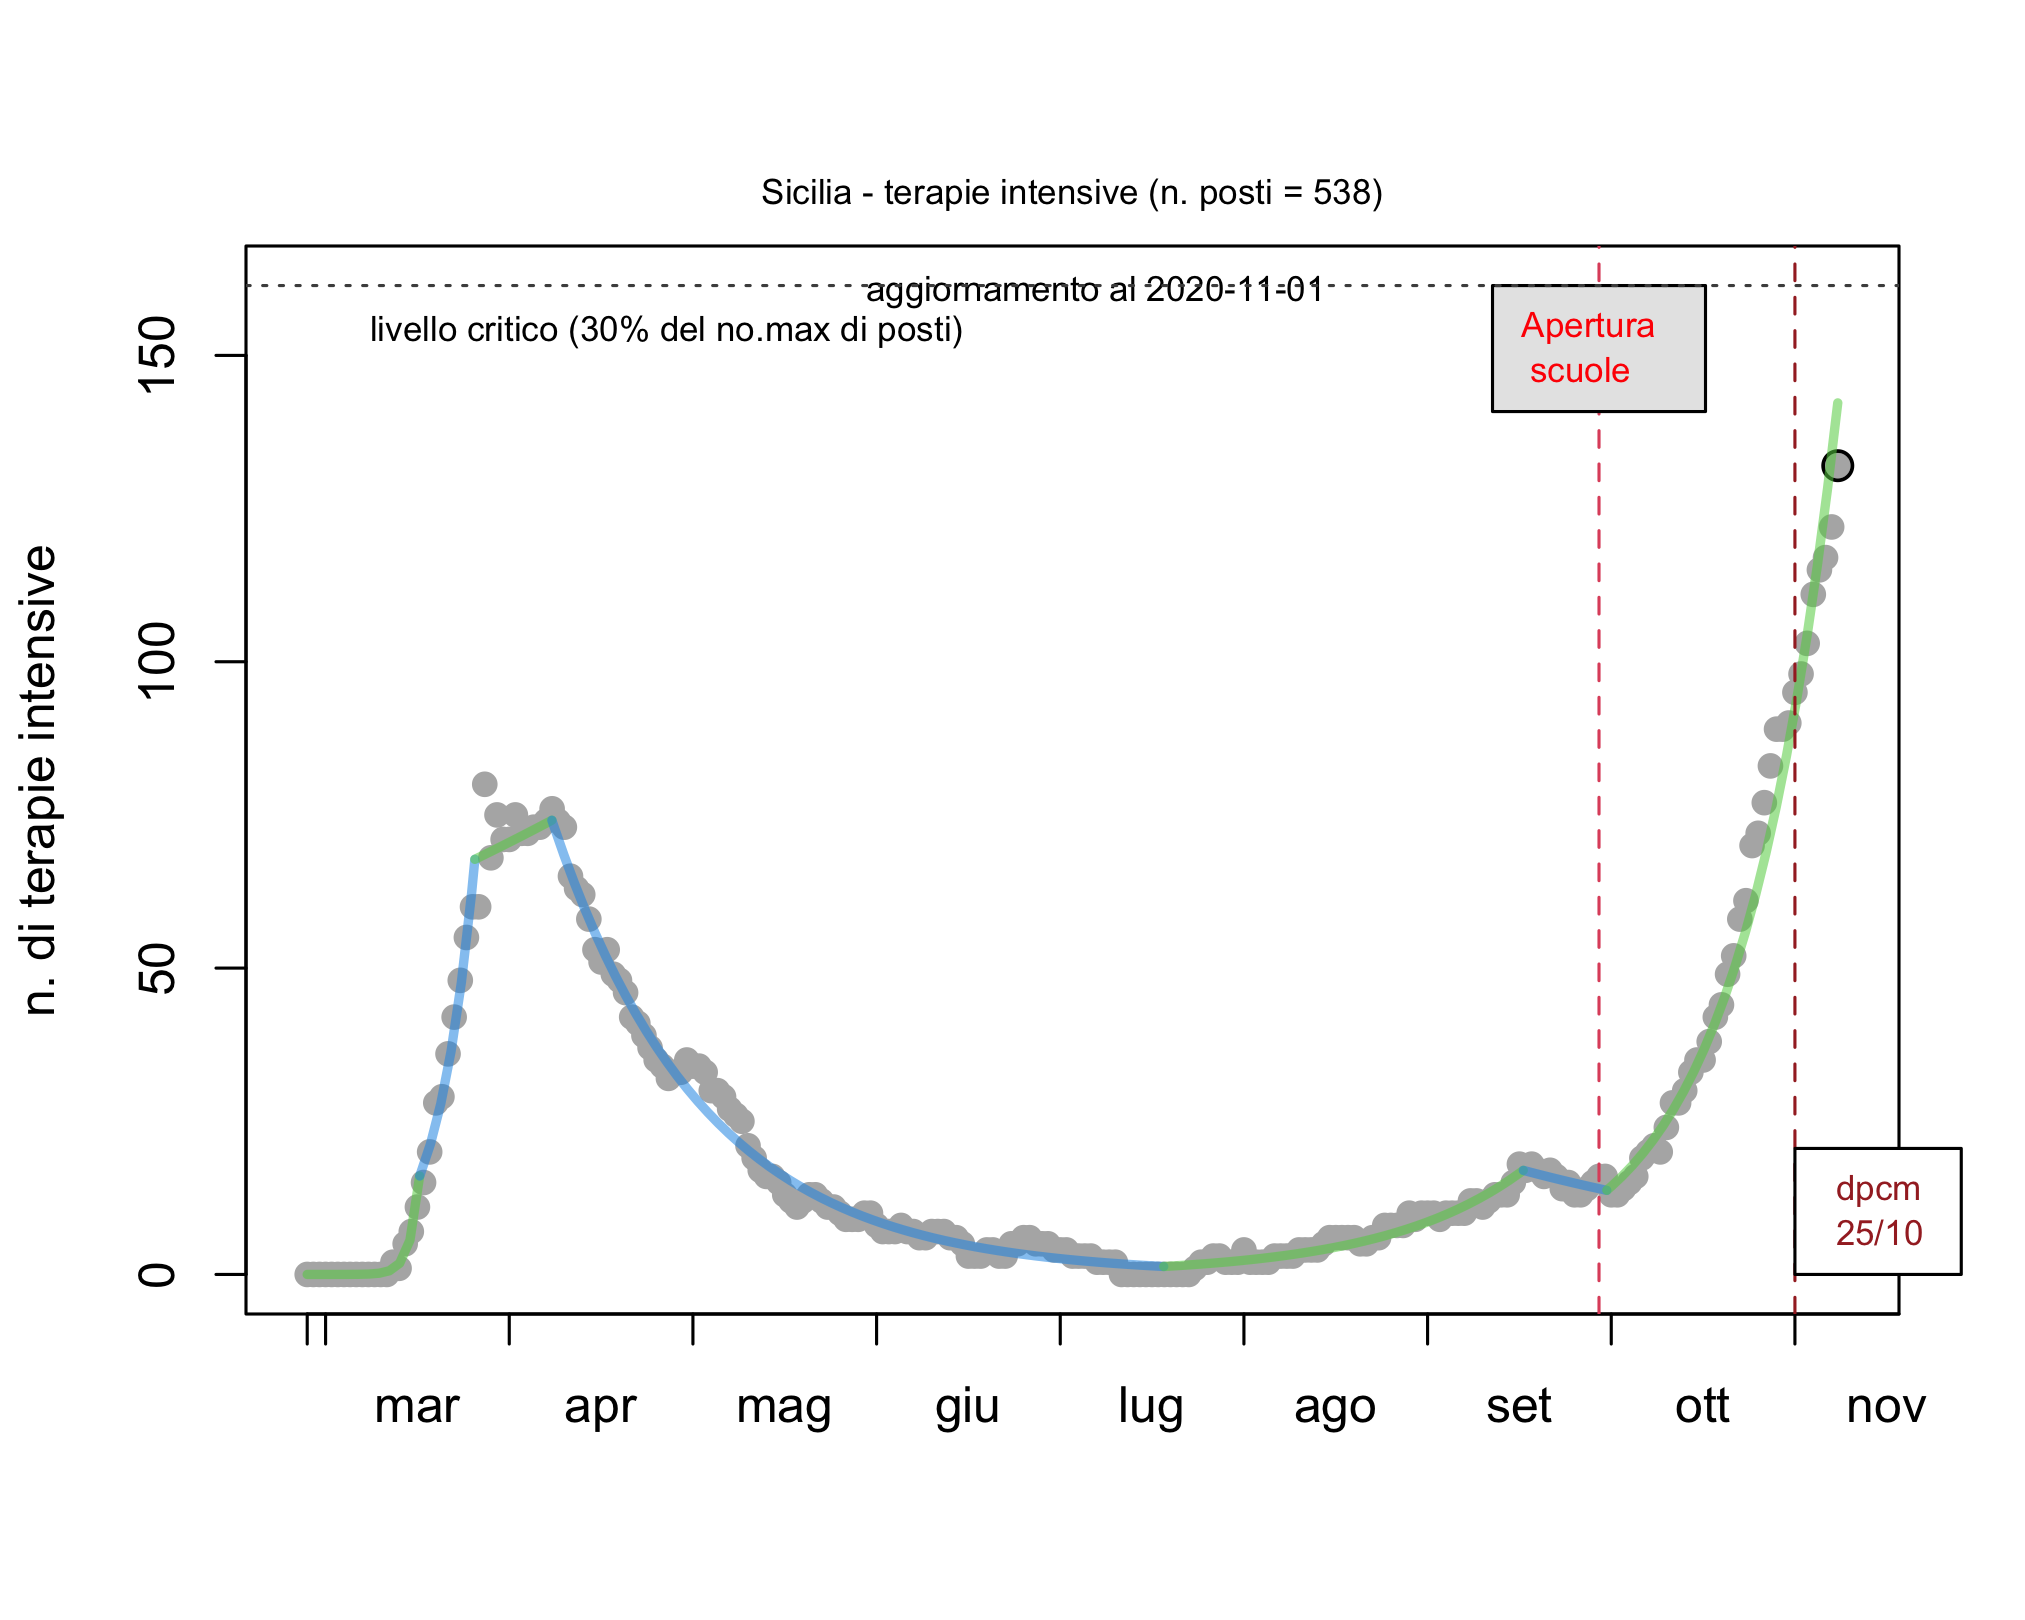 Sicilia - terapie intensive (n. posti = 538)
aggiornamento al 2020-11-01
livello critico (30% del no.max di posti)
Apertura
scuole
n. di terapie intensive
150
100
50
0
dpcm
25/10
mar apr mag giu lug ago set ott nov